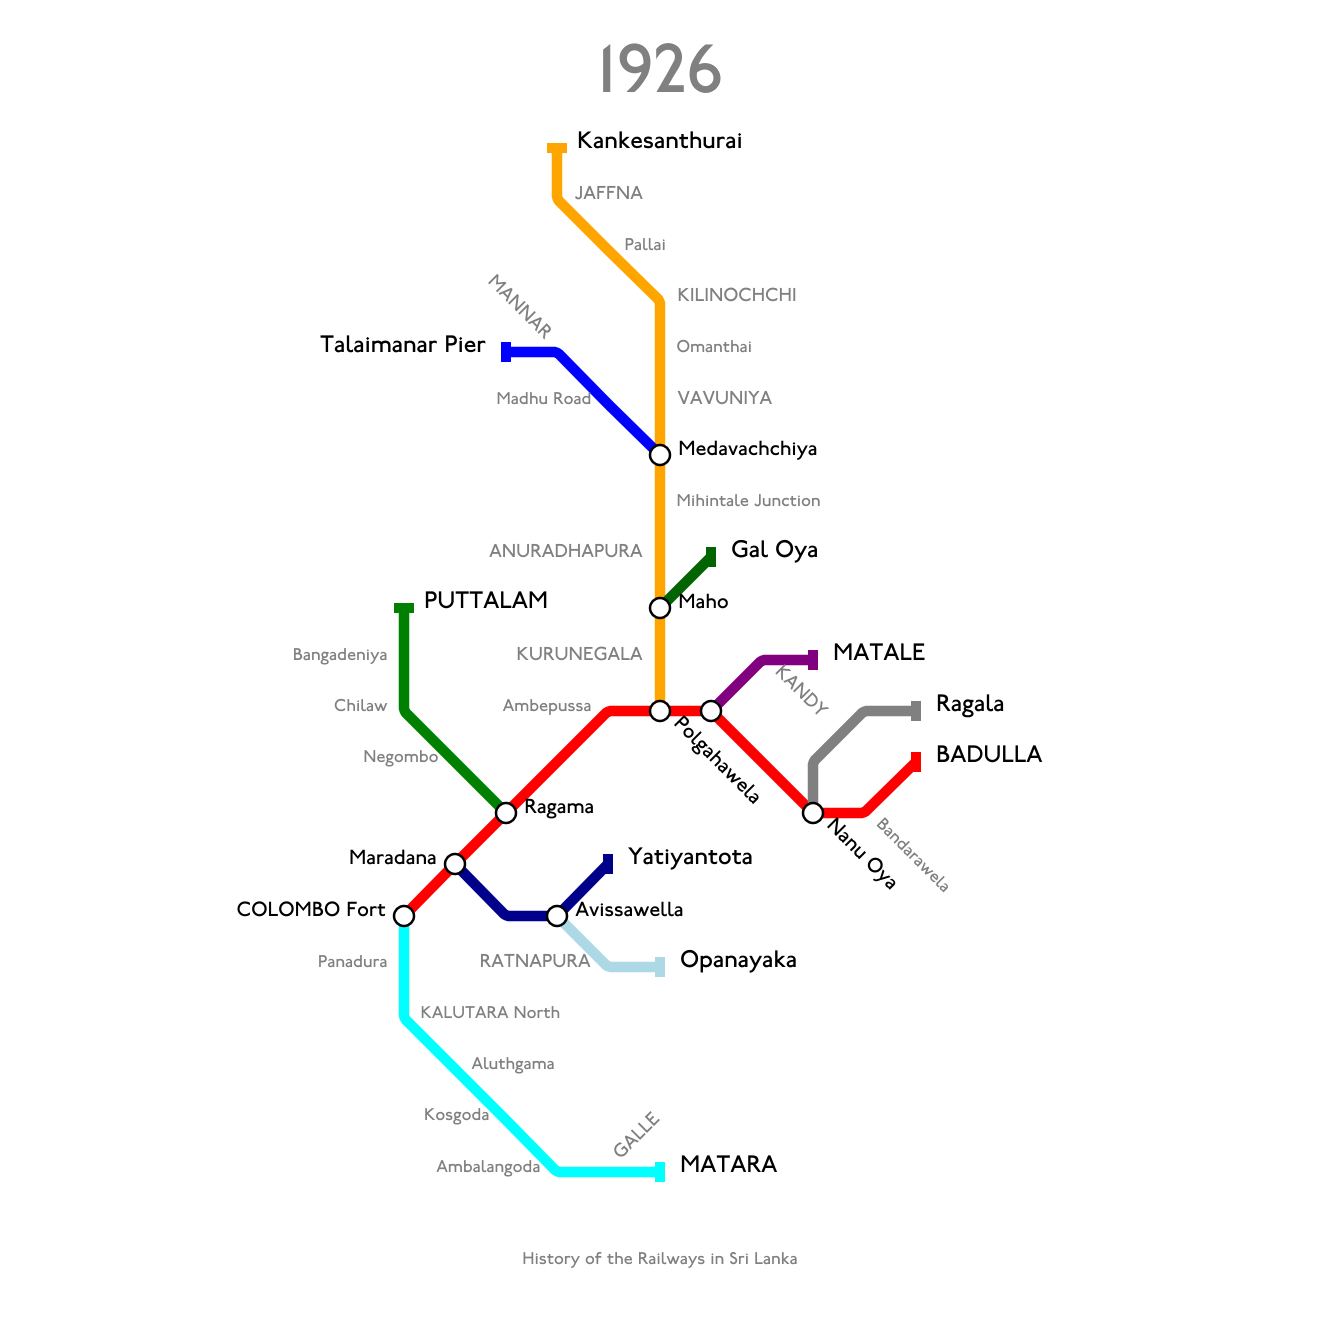 1926
Kankesanthurai
JAFFNA
Pallai
MANNAR
KILINOCHCHI
Talaimanar Pier
Omanthai
Madhu Road
VAVUNIYA
Medavachchiya
Mihintale Junction
ANURADHAPURA
Gal Oya
PUTTALAM
Maho
Bangadeniya
KURUNEGALA
MATALE
KANDY
Chilaw
Ambepussa
Ragala
Polgahawela
Negombo
BADULLA
Ragama
Nanu Oya
Bandarawela
Maradana
Yatiyantota
COLOMBO Fort
Avissawella
Panadura
RATNAPURA
Opanayaka
KALUTARA North
Aluthgama
Kosgoda
GALLE
Ambalangoda
MATARA
History of the Railways in Sri Lanka